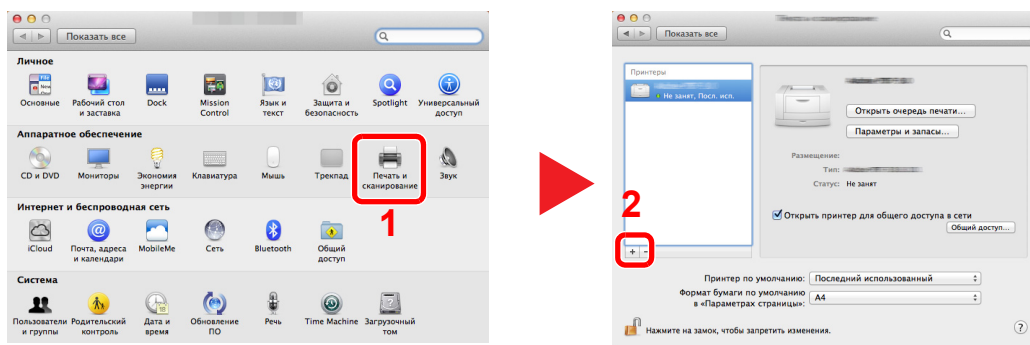 Показать все
Личное
Основные
Рабочий стол
и заставка
Dock
Mission
Control
Язык и
текст
Защита и
безопасность
Spotlight
Универсальный
доступ
Аппаратное обеспечение
CD и DVD
Мониторы
Экономия
энергии
Клавиатура
Мышь
Трекпад
Печать и
сканирование
Звук
1
Интернет и беспроводная сеть
iCloud
Почта, адреса
и календари
MobileMe
Сеть
Bluetooth
Общий
доступ
Система
Пользователи
и группы
Родительский
контроль
Дата и
время
18
Обновление
ПО
Речь
Time Machine
Загрузочный
том
Показать все
Принтеры
Не занят, Посл. исп.
Открыть очередь печати...
Параметры и запасы...
Размещение:
Тип:
Статус: Не занят
2
Открыть принтер для общего доступа в сети
Общий доступ...
+ −
Принтер по умолчанию: Последний использованный
Формат бумаги по умолчанию
в «Параметрах страницы»: A4
Нажмите на замок, чтобы запретить изменения.
?